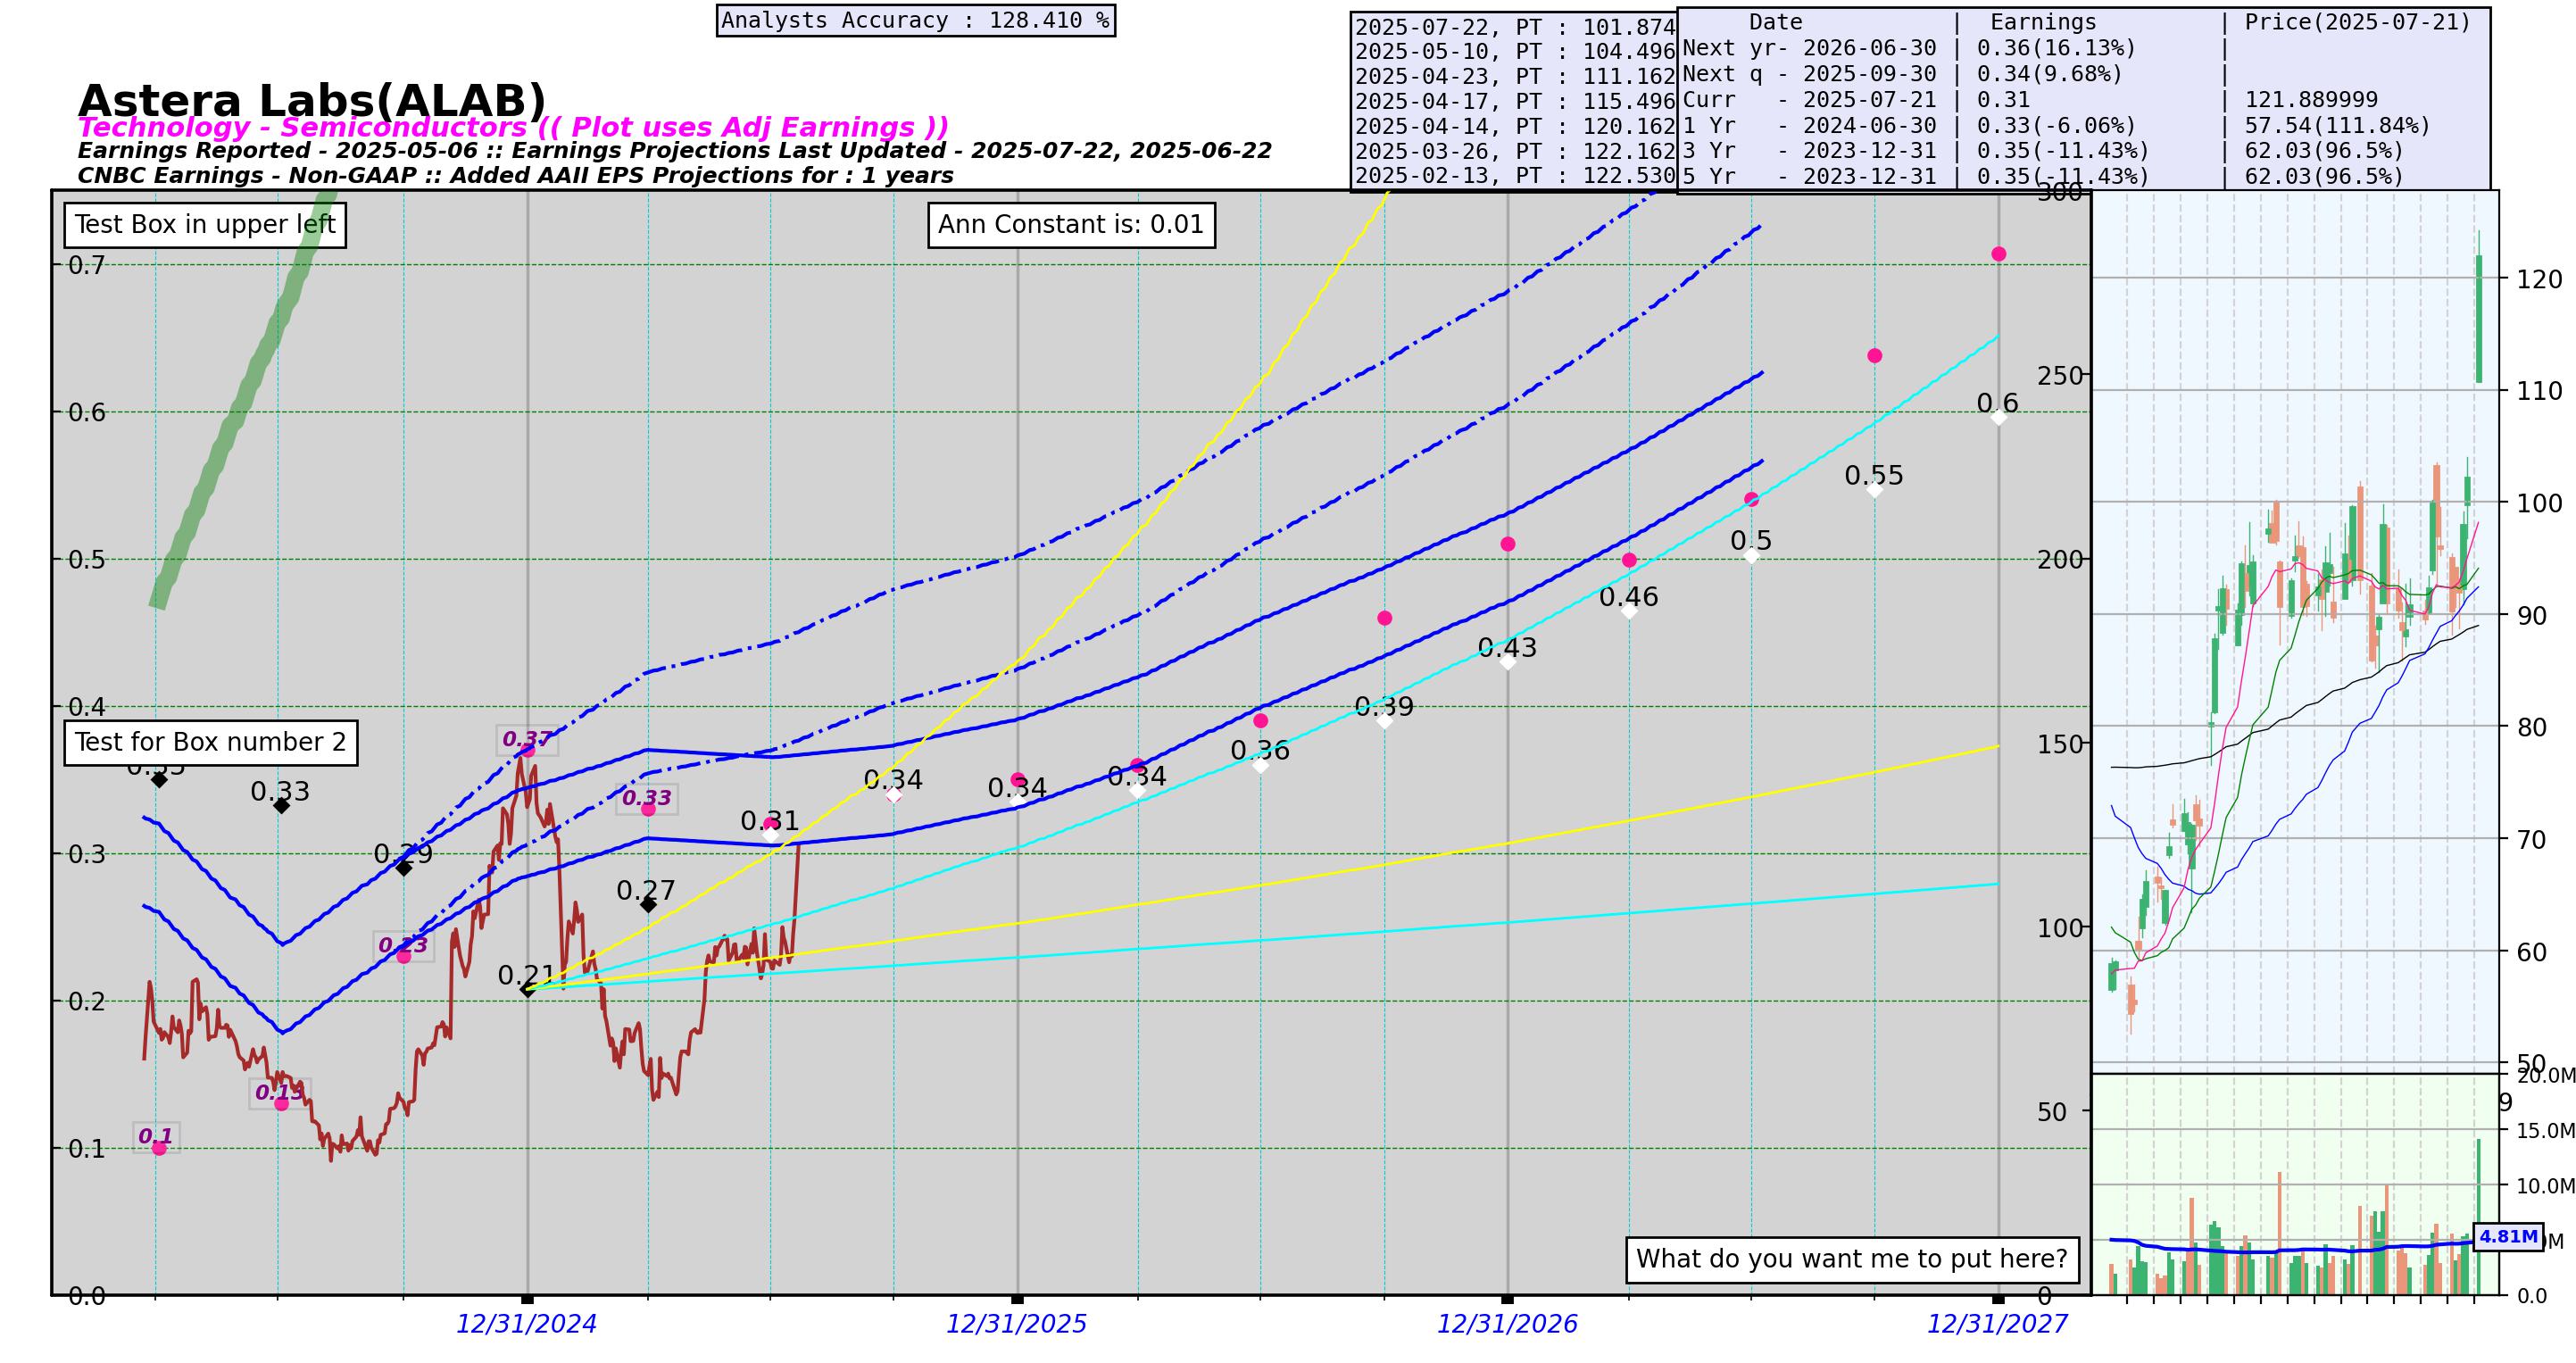 Analysts Accuracy : 128.410 %
2025-07-22, PT : 101.874
2025-05-10, PT : 104.496
2025-04-23, PT : 111.162
2025-04-17, PT : 115.496
2025-04-14, PT : 120.162
2025-03-26, PT : 122.162
2025-02-13, PT : 122.530
Date | Earnings | Price(2025-07-21)
Next yr- 2026-06-30 | 0.36(16.13%) |
Next q - 2025-09-30 | 0.34(9.68%) |
Curr - 2025-07-21 | 0.31 | 121.889999
1 Yr - 2024-06-30 | 0.33(-6.06%) | 57.54(111.84%)
3 Yr - 2023-12-31 | 0.35(-11.43%) | 62.03(96.5%)
5 Yr - 2023-12-31 | 0.35(-11.43%) | 62.03(96.5%)
Astera Labs(ALAB)
Technology - Semiconductors (( Plot uses Adj Earnings ))
Earnings Reported - 2025-05-06 :: Earnings Projections Last Updated - 2025-07-22, 2025-06-22
CNBC Earnings - Non-GAAP :: Added AAII EPS Projections for : 1 years
Test Box in upper left
Ann Constant is: 0.01
Test for Box number 2
What do you want me to put here?
0.7
0.6
0.5
0.4
0.3
0.2
0.1
0.0
0.33
0.29
0.21
0.27
0.31
0.34
0.34
0.34
0.36
0.39
0.43
0.46
0.5
0.55
0.6
0.1
0.13
0.23
0.37
0.33
300
250
200
150
100
50
0
120
110
100
90
80
70
60
50
20.0M
15.0M
10.0M
4.81M
0.0
12/31/2024
12/31/2025
12/31/2026
12/31/2027